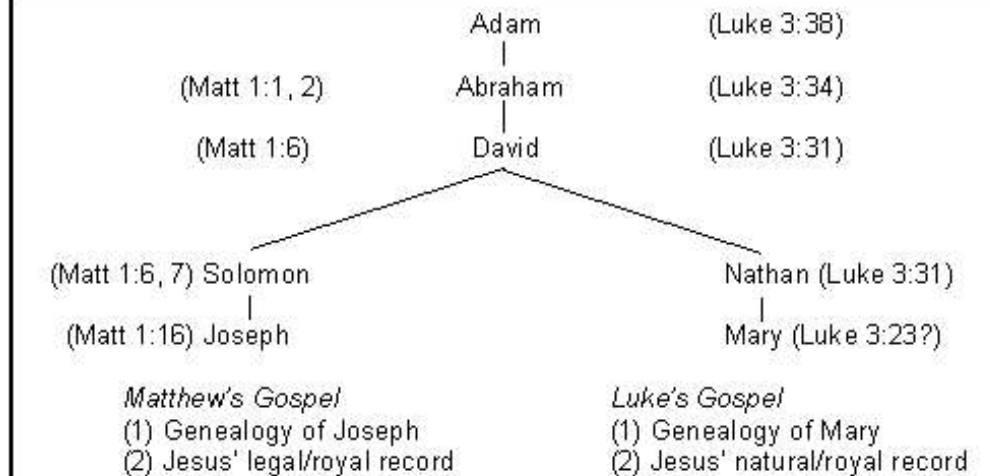 Adam (Luke 3:38)
(Matt 1:1, 2) Abraham (Luke 3:34)
(Matt 1:6) David (Luke 3:31)
(Matt 1:6, 7) Solomon Nathan (Luke 3:31)
(Matt 1:16) Joseph Mary (Luke 3:23?)
Matthew's Gospel Luke's Gospel
(1) Genealogy of Joseph (1) Genealogy of Mary
(2) Jesus' legal/royal record (2) Jesus' natural/royal record